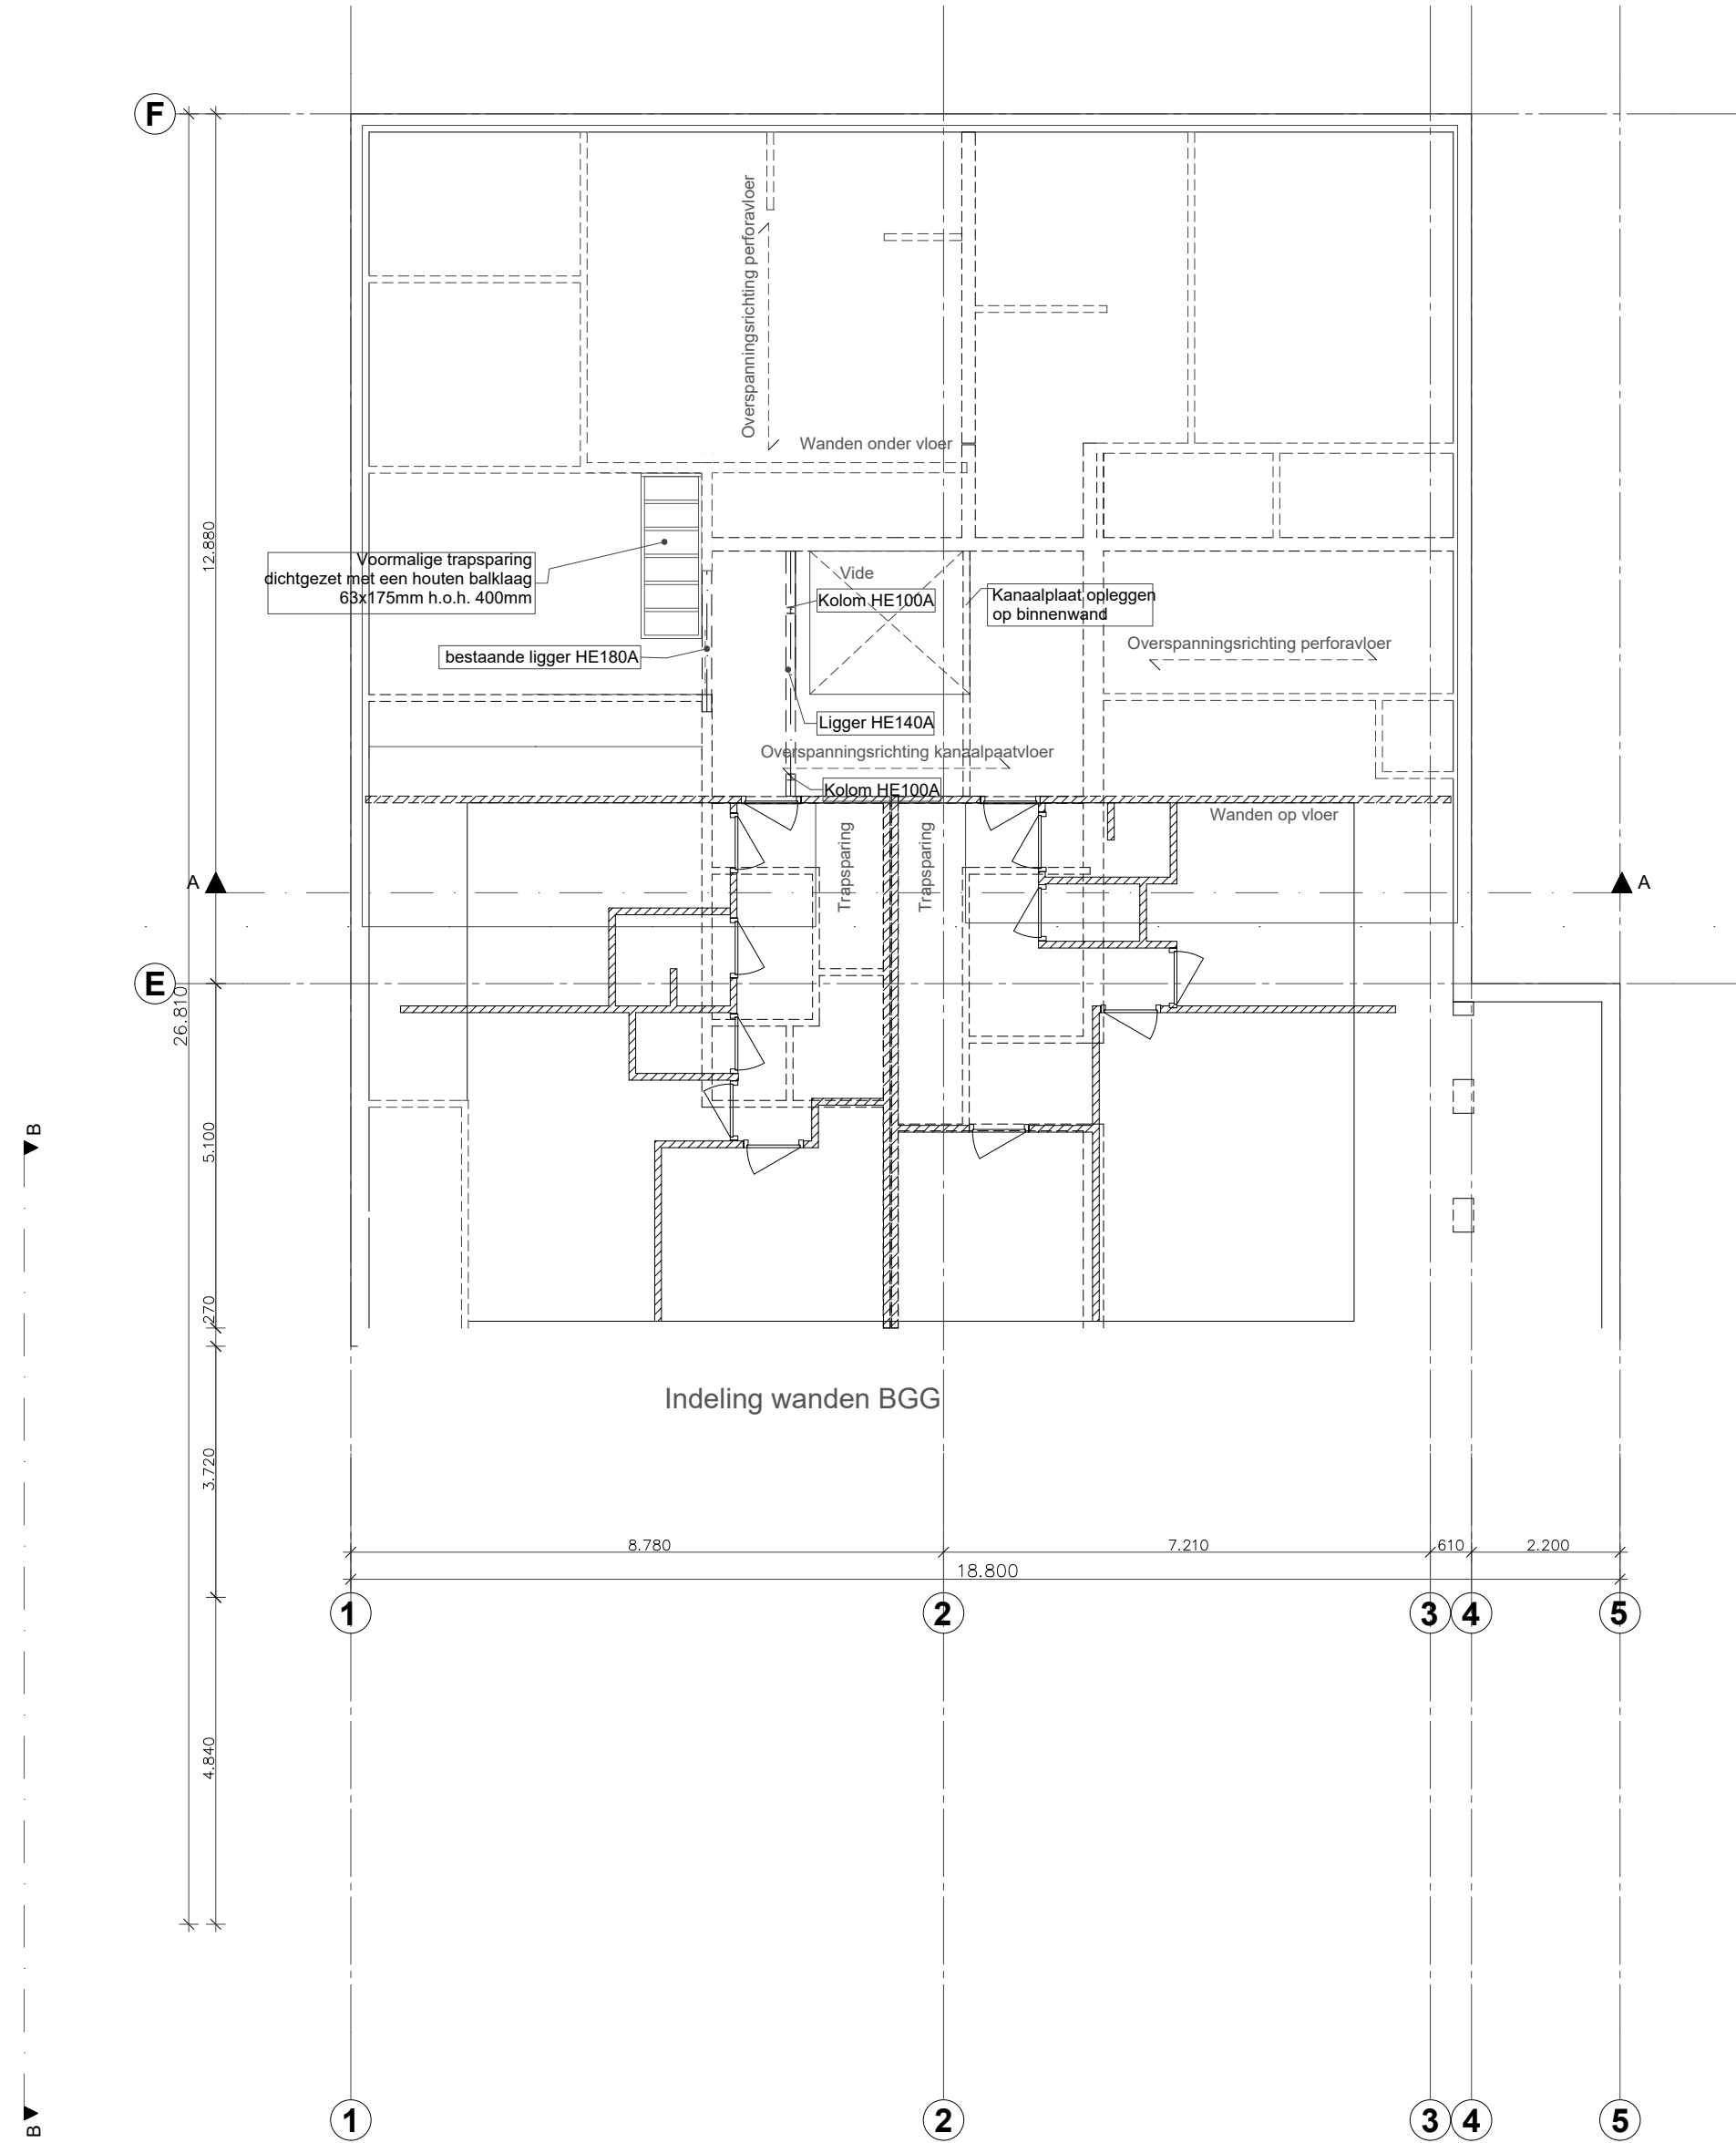 F
Overspanningsrichting perforavloer
Wanden onder vloer
12.880
Voormalige trapsparing
dichtgezet met een houten balklaag
63x175mm h.o.h. 400mm
Vide
Kolom HE100A
Kanaalplaat opleggen
op binnenwand
bestaande ligger HE180A
Overspanningsrichting perforavloer
Ligger HE140A
Overspanningsrichting kanaalpaatvloer
Kolom HE100A
Wanden op vloer
Trapsparing
Trapsparing
A
A
E
26.810
B
5.100
270
Indeling wanden BGG
3.720
8.780
7.210
610
2.200
18.800
1
2
3
4
5
4.840
B
1
2
3
4
5